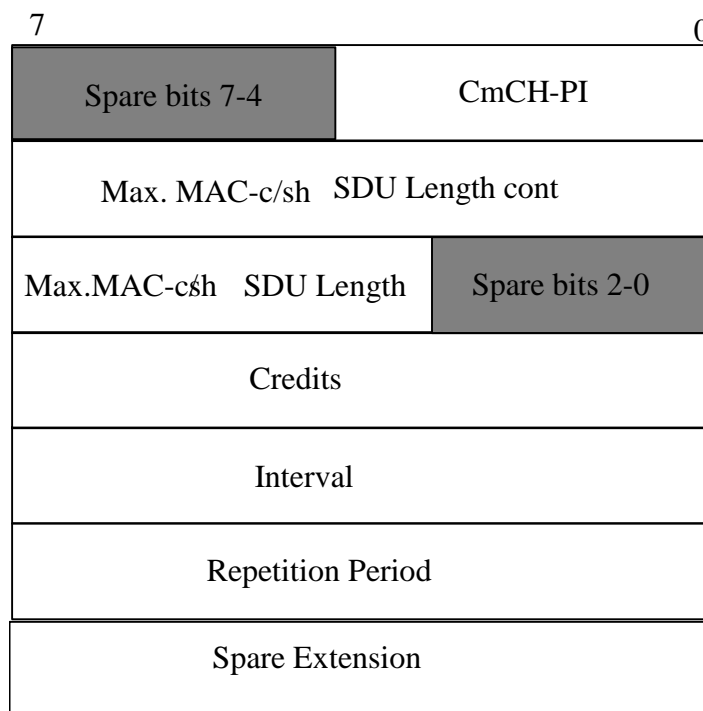 7 0
Spare bits 7-4 CmCH-PI
Max. MAC-c/sh SDU Length cont
Max.MAC-c/sh SDU Length Spare bits 2-0
Credits
Interval
Repetition Period
Spare Extension